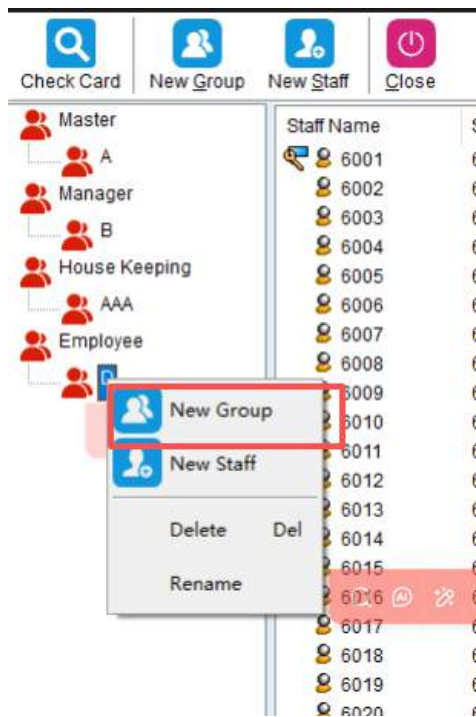 Check Card New Group New Staff Close
Master
A
Manager
B
House Keeping
AAA
Employee
D
New Group
New Staff
Delete Del
Rename
Staff Name
6001
6002
6003
6004
6005
6006
6007
6008
6009
6010
6011
6012
6013
6014
6015
6016
AI
6017
6018
6019
6020